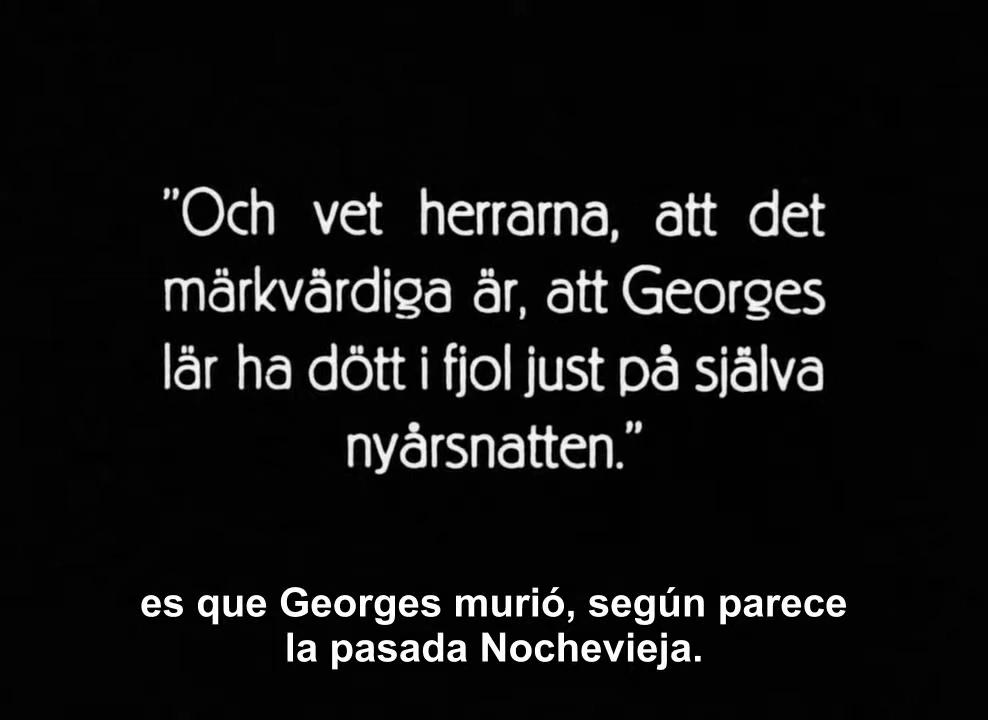 ”Och vet herrarna, att det
märkvärdiga är, att Georges
lär ha dött i fjol just på själva
nyårsnatten.”
es que Georges murió, según parece
la pasada Nochevieja.